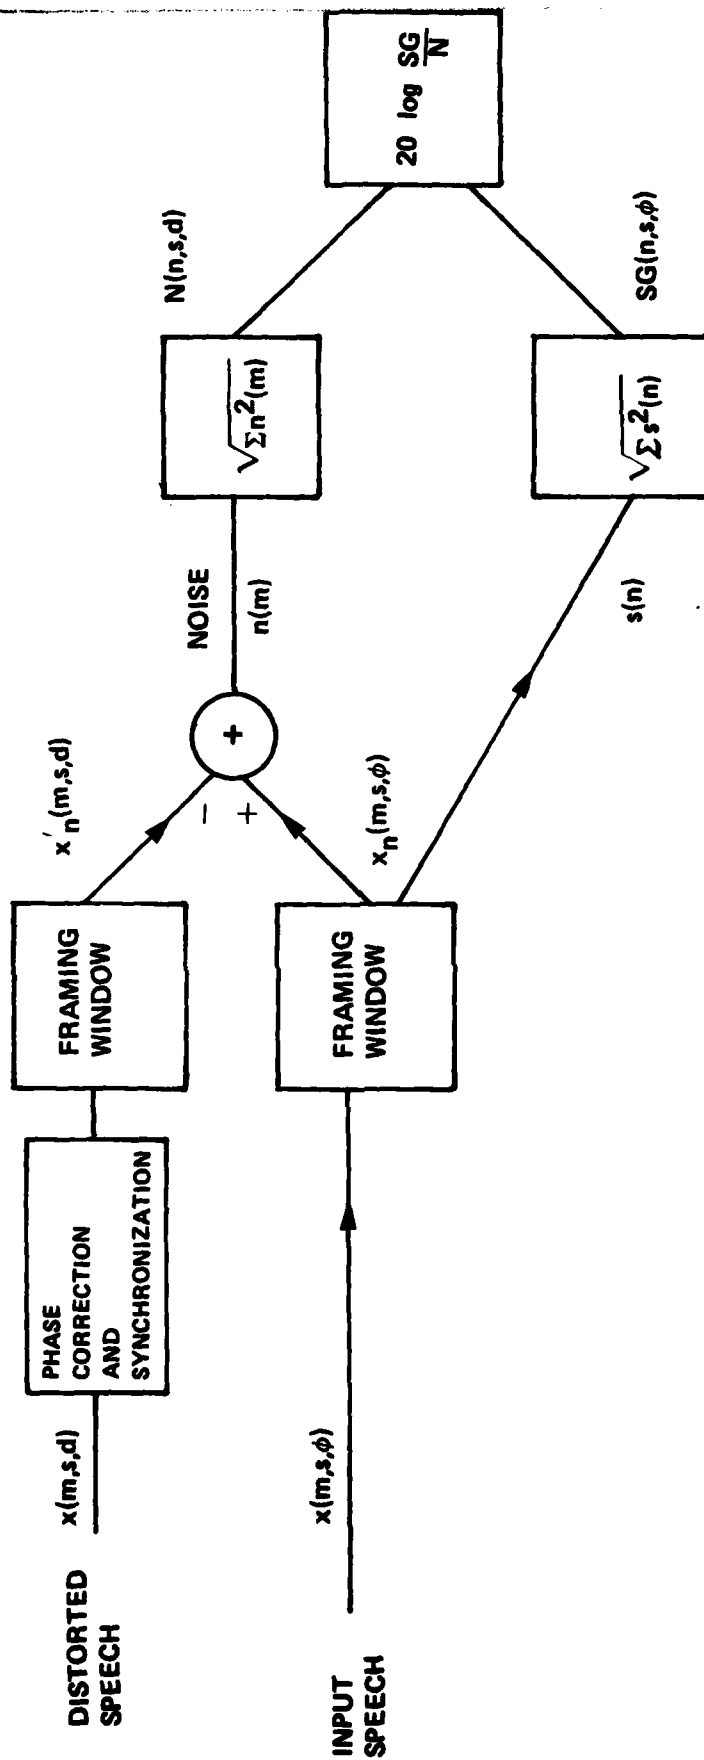 DISTORTED
SPEECH
x(m,s,d)
PHASE
CORRECTION
AND
SYNCHRONIZATION
FRAMING
WINDOW
x'n(m,s,d)
−
+
+
NOISE
n(m)
√Σn²(m)
N(n,s,d)
20 log SG/N
INPUT
SPEECH
x(m,s,ϕ)
FRAMING
WINDOW
xn(m,s,ϕ)
s(n)
√Σs²(n)
SG(n,s,ϕ)